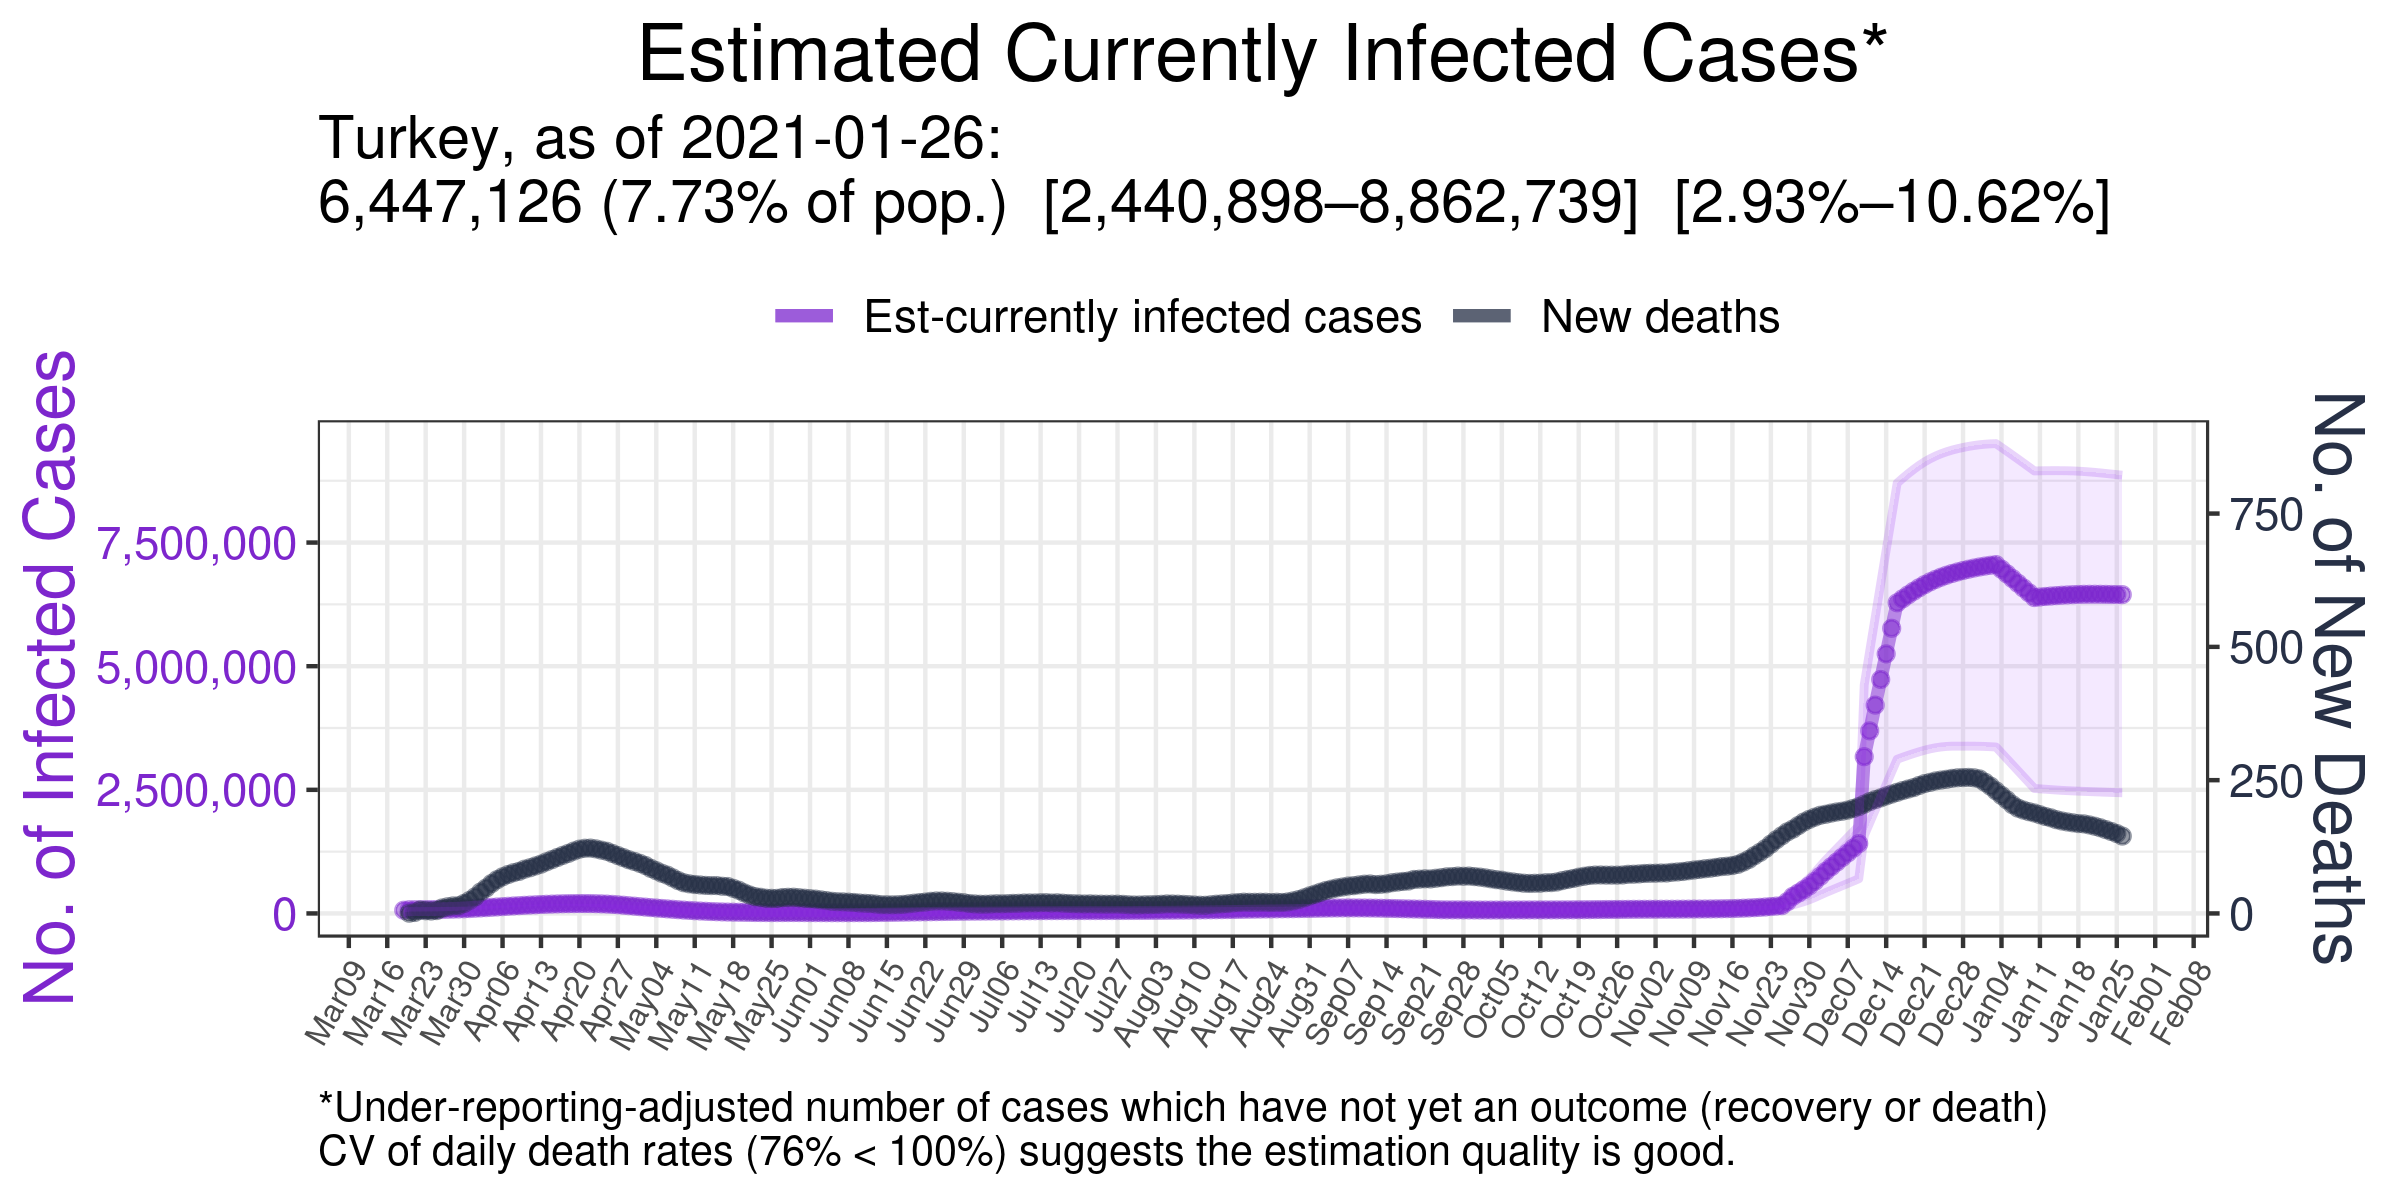 Estimated Currently Infected Cases*
Turkey, as of 2021-01-26:
6,447,126 (7.73% of pop.) [2,440,898–8,862,739] [2.93%–10.62%]
Est-currently infected cases
New deaths
No. of Infected Cases
7,500,000
5,000,000
2,500,000
0
No. of New Deaths
750
500
250
0
Mar09
Mar16
Mar23
Mar30
Apr06
Apr13
Apr20
Apr27
May04
May11
May18
May25
Jun01
Jun08
Jun15
Jun22
Jun29
Jul06
Jul13
Jul20
Jul27
Aug03
Aug10
Aug17
Aug24
Aug31
Sep07
Sep14
Sep21
Sep28
Oct05
Oct12
Oct19
Oct26
Nov02
Nov09
Nov16
Nov23
Nov30
Dec07
Dec14
Dec21
Dec28
Jan04
Jan11
Jan18
Jan25
Feb01
Feb08
*Under-reporting-adjusted number of cases which have not yet an outcome (recovery or death)
CV of daily death rates (76% < 100%) suggests the estimation quality is good.